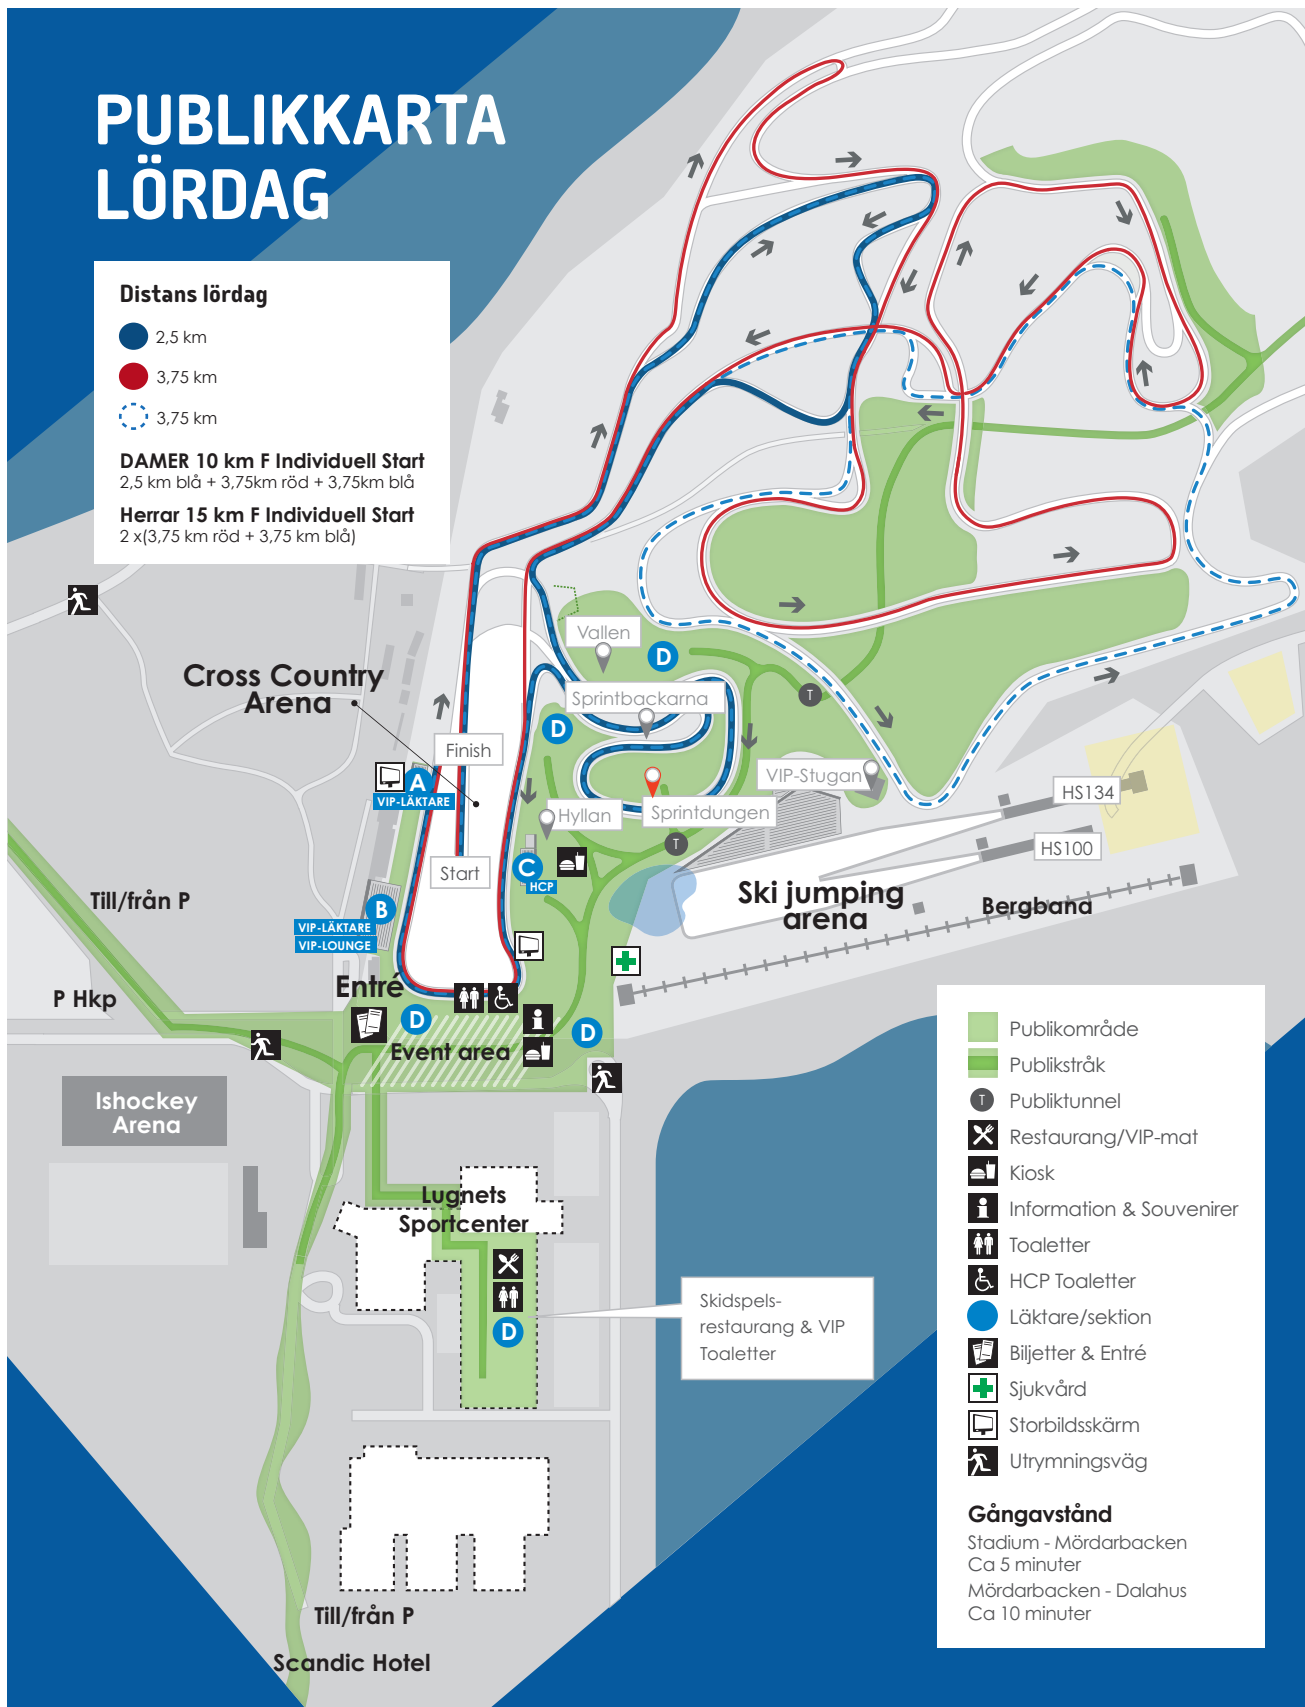 PUBLIKKARTA
LÖRDAG
Distans lördag
2,5 km
3,75 km
3,75 km
DAMER 10 km F Individuell Start
2,5 km blå + 3,75km röd + 3,75km blå
Herrar 15 km F Individuell Start
2 x(3,75 km röd + 3,75 km blå)
Vallen
D
Cross Country
Arena
Sprintbackarna
T
D
Finish
A
VIP-LÄKTARE
VIP-Stugan
HS134
Hyllan
Sprintdungen
T
HS100
Start
C
HCP
Till/från P
B
VIP-LÄKTARE
VIP-LOUNGE
Ski jumping
arena
Bergbana
P Hkp
Entré
D
D
Event area
Ishockey
Arena
Lugnets
Sportcenter
D
Skidspels-
restaurang & VIP
Toaletter
Till/från P
Scandic Hotel
Publikområde
Publikstråk
T
Publiktunnel
Restaurang/VIP-mat
Kiosk
Information & Souvenirer
Toaletter
HCP Toaletter
Läktare/sektion
Biljetter & Entré
Sjukvård
Storbildsskärm
Utrymningsväg
Gångavstånd
Stadium - Mördarbacken
Ca 5 minuter
Mördarbacken - Dalahus
Ca 10 minuter